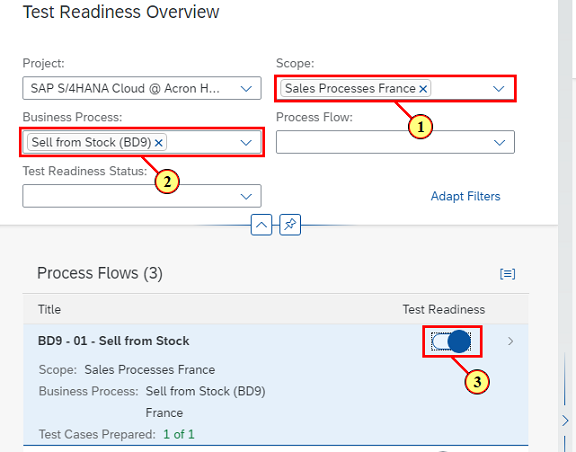 Test Readiness Overview
Project: Scope:
SAP S/4HANA Cloud @ Acron H... Sales Processes France
1
Business Process: Process Flow:
Sell from Stock (BD9)
2
Test Readiness Status:
Adapt Filters
Process Flows (3)
Title Test Readiness
BD9 - 01 - Sell from Stock
3
Scope: Sales Processes France
Business Process: Sell from Stock (BD9)
France
Test Cases Prepared: 1 of 1